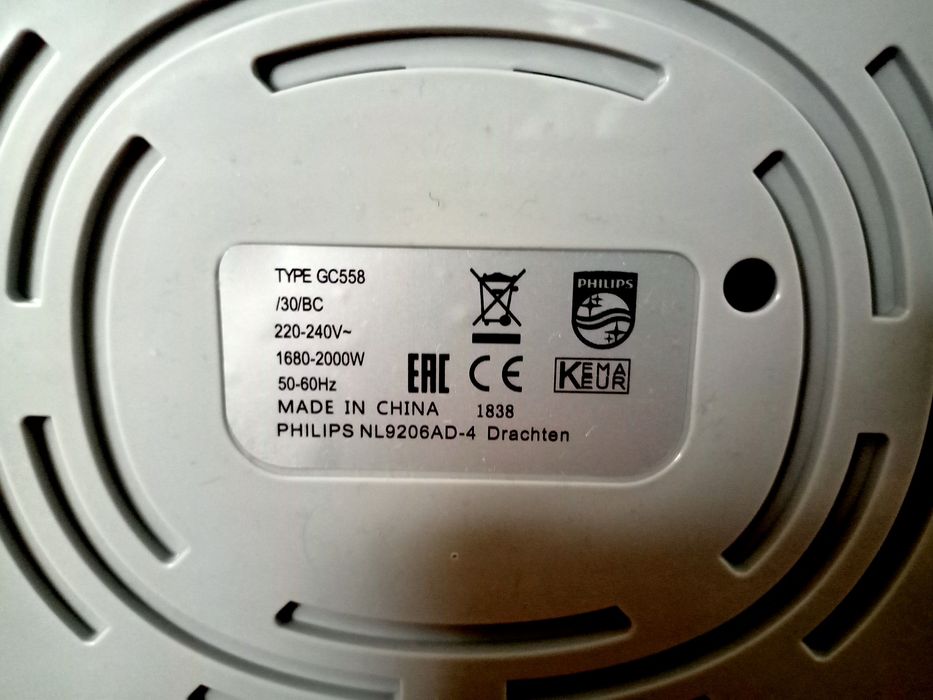 TYPE GC558
/30/BC
220-240V~
1680-2000W
50-60Hz
MADE IN CHINA 1838
PHILIPS NL9206AD-4 Drachten
EAC CE
PHILIPS
KEMA
EUR